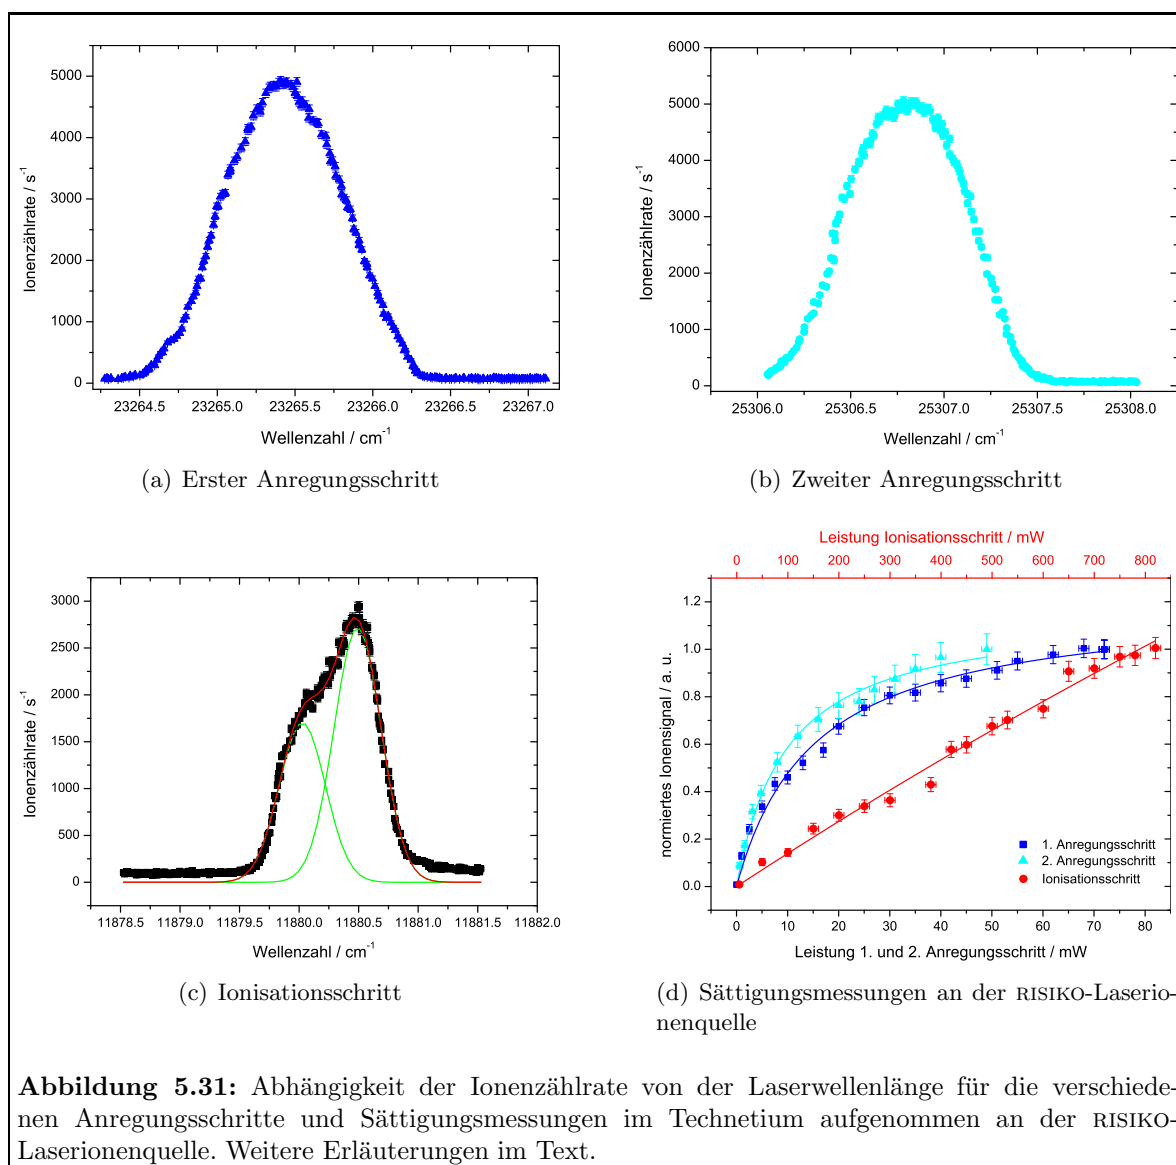 5000
4000
3000
2000
1000
0
Ionenzählrate / s⁻¹
23264.5 23265.0 23265.5 23266.0 23266.5 23267.0
Wellenzahl / cm⁻¹
(a) Erster Anregungsschritt
6000
5000
4000
3000
2000
1000
0
Ionenzählrate / s⁻¹
25306.0 25306.5 25307.0 25307.5 25308.0
Wellenzahl / cm⁻¹
(b) Zweiter Anregungsschritt
3000
2500
2000
1500
1000
500
0
Ionenzählrate / s⁻¹
11878.5 11879.0 11879.5 11880.0 11880.5 11881.0 11881.5 11882.0
Wellenzahl / cm⁻¹
(c) Ionisationsschritt
Leistung Ionisationsschritt / mW
0 100 200 300 400 500 600 700 800
1.2
1.0
0.8
0.6
0.4
0.2
0.0
normiertes Ionensignal / a. u.
1. Anregungsschritt
2. Anregungsschritt
Ionisationsschritt
0 10 20 30 40 50 60 70 80
Leistung 1. und 2. Anregungsschritt / mW
(d) Sättigungsmessungen an der RISIKO-Laserio-
nenquelle
Abbildung 5.31: Abhängigkeit der Ionenzählrate von der Laserwellenlänge für die verschiede-
nen Anregungsschritte und Sättigungsmessungen im Technetium aufgenommen an der RISIKO-
Laserionenquelle. Weitere Erläuterungen im Text.